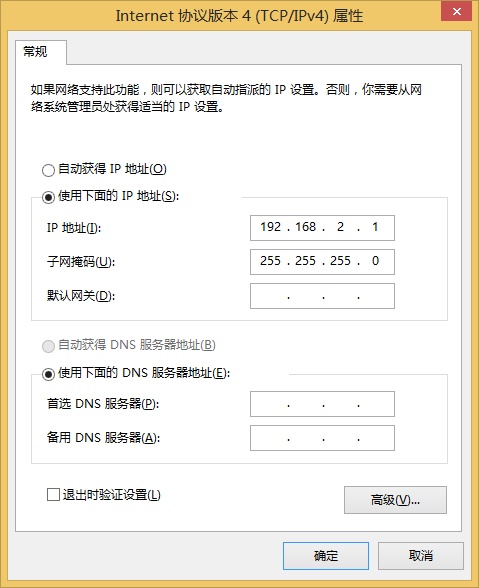 Internet 协议版本 4 (TCP/IPv4) 属性
常规
如果网络支持此功能，则可以获取自动指派的 IP 设置。否则，你需要从网
络系统管理员处获得适当的 IP 设置。
自动获得 IP 地址(O)
使用下面的 IP 地址(S):
IP 地址(I): 192 . 168 . 2 . 1
子网掩码(U): 255 . 255 . 255 . 0
默认网关(D): . . .
自动获得 DNS 服务器地址(B)
使用下面的 DNS 服务器地址(E):
首选 DNS 服务器(P): . . .
备用 DNS 服务器(A): . . .
退出时验证设置(L)
高级(V)...
确定 取消